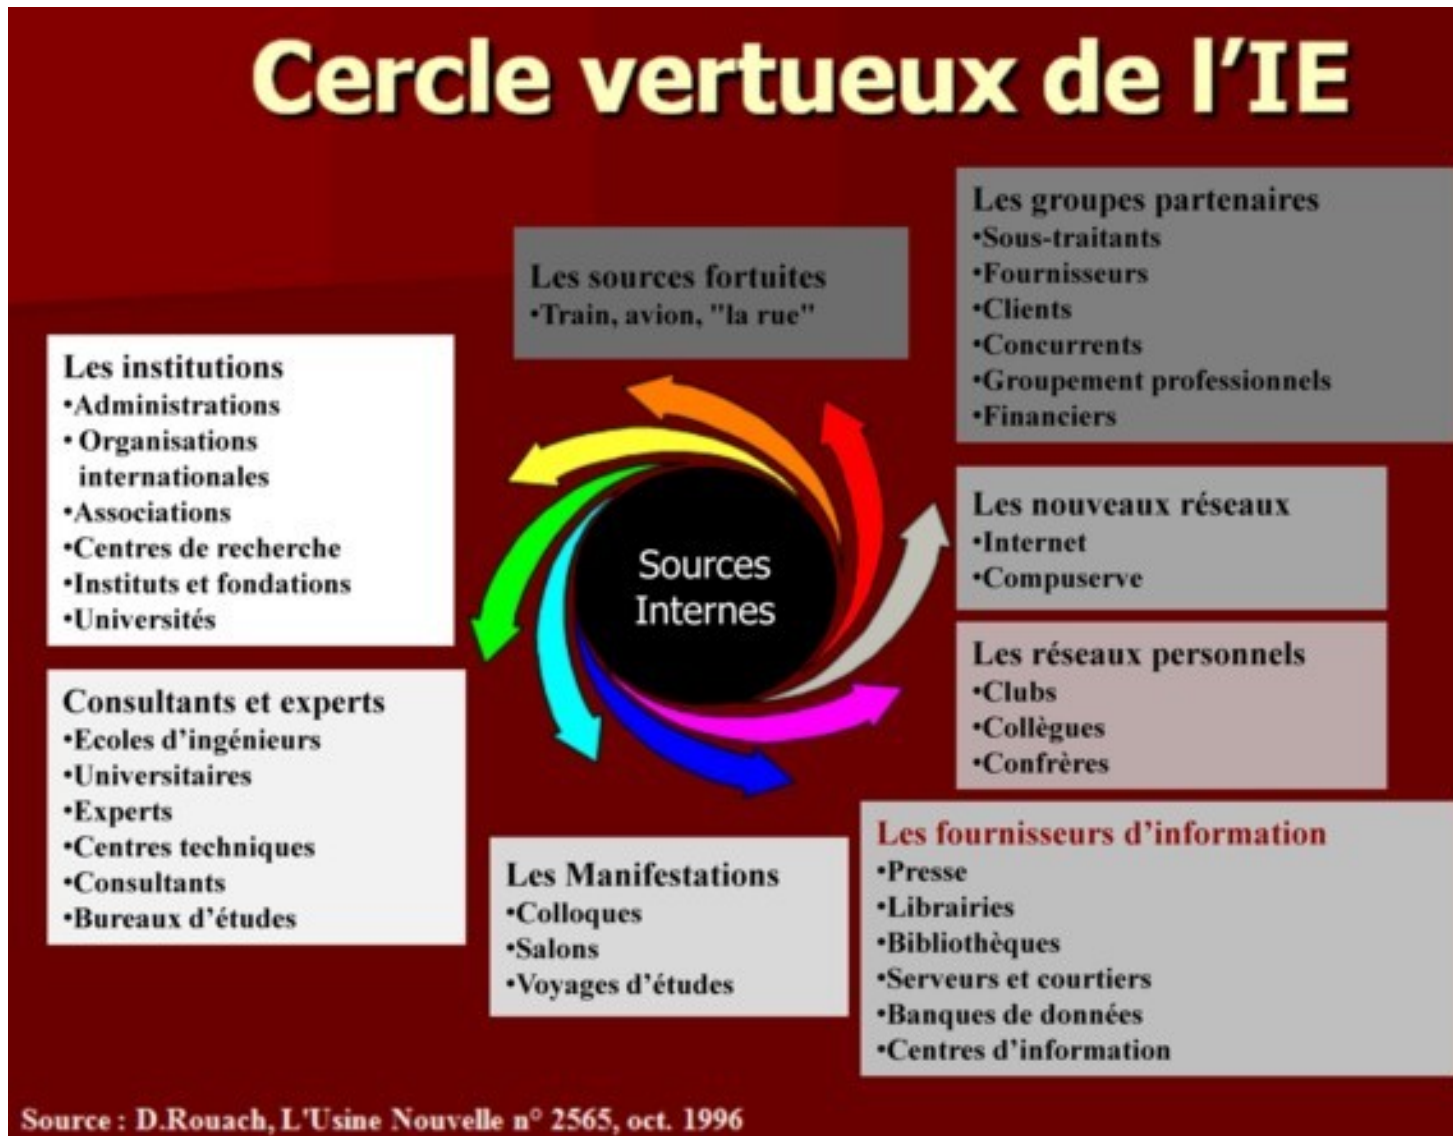 Cercle vertueux de l'IE
Les sources fortuites
•Train, avion, "la rue"
Les groupes partenaires
•Sous-traitants
•Fournisseurs
•Clients
•Concurrents
•Groupement professionnels
•Financiers
Les institutions
•Administrations
• Organisations
internationales
•Associations
•Centres de recherche
•Instituts et fondations
•Universités
Sources
Internes
Les nouveaux réseaux
•Internet
•Compuserve
Les réseaux personnels
•Clubs
•Collègues
•Confrères
Consultants et experts
•Ecoles d'ingénieurs
•Universitaires
•Experts
•Centres techniques
•Consultants
•Bureaux d'études
Les Manifestations
•Colloques
•Salons
•Voyages d'études
Les fournisseurs d'information
•Presse
•Librairies
•Bibliothèques
•Serveurs et courtiers
•Banques de données
•Centres d'information
Source : D.Rouach, L'Usine Nouvelle n° 2565, oct. 1996